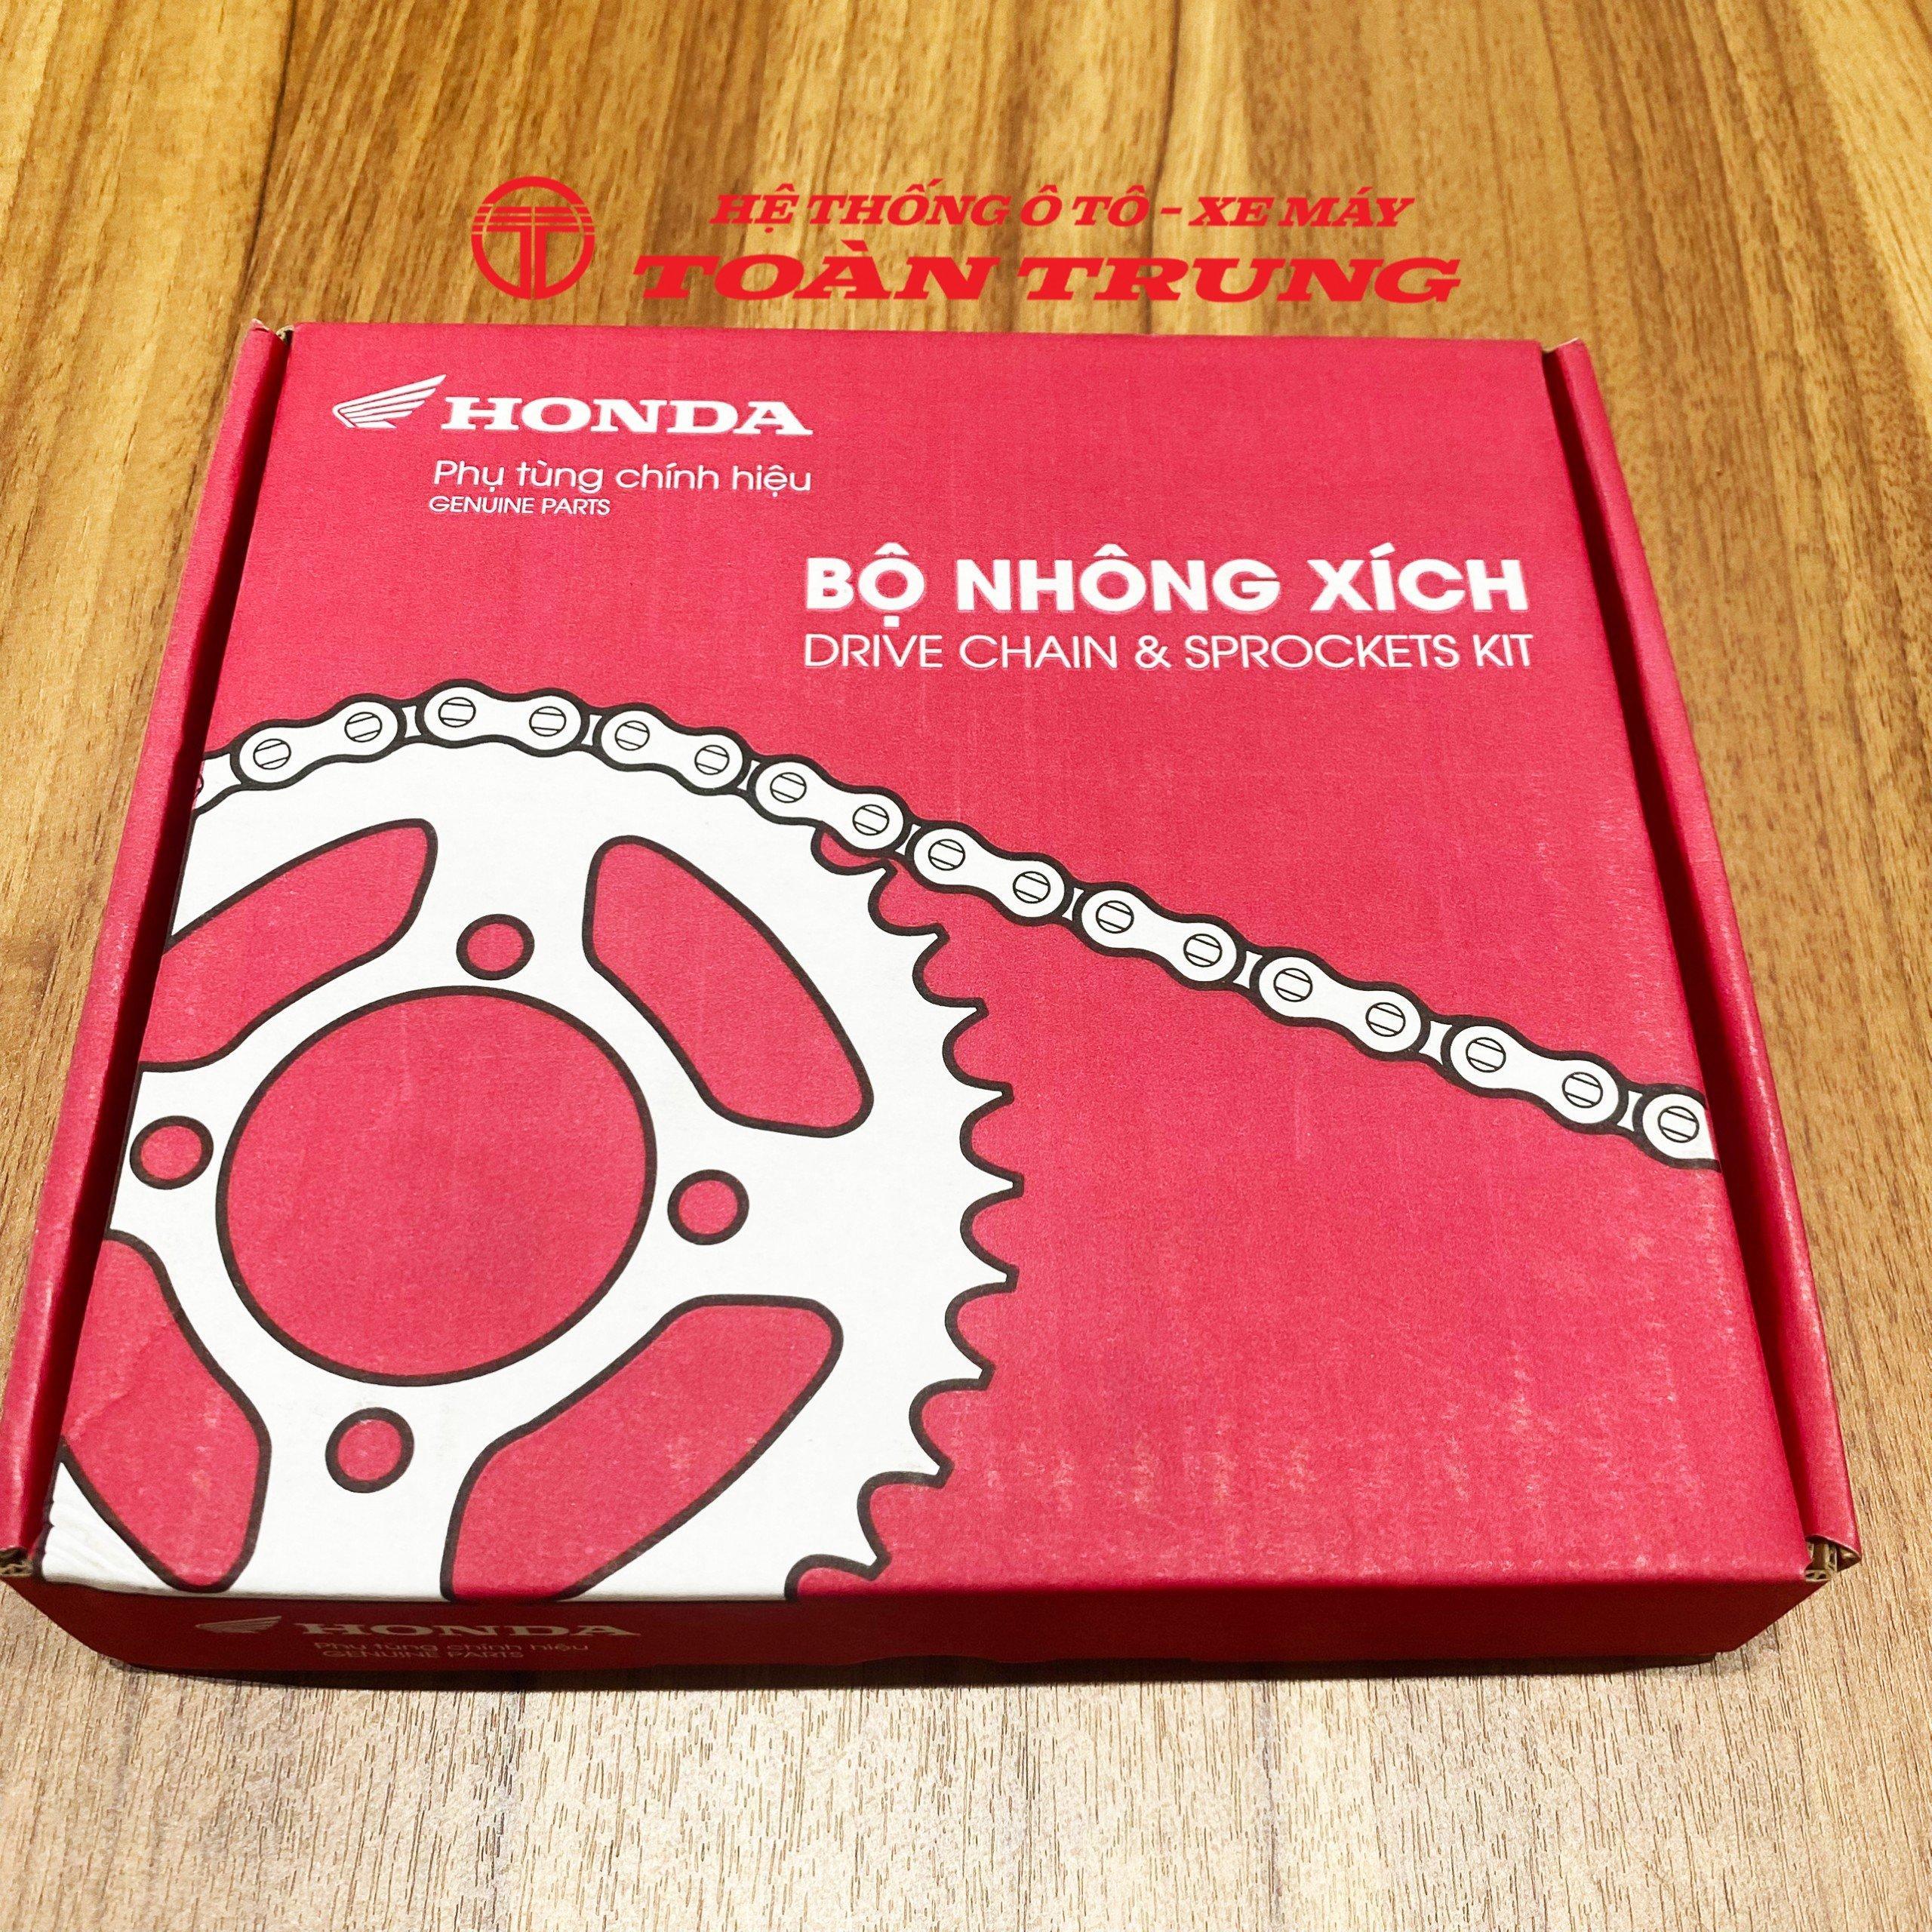 HỆ THỐNG Ô TÔ - XE MÁY
TOÀN TRUNG
HONDA
Phụ tùng chính hiệu
GENUINE PARTS
BỘ NHÔNG XÍCH
DRIVE CHAIN & SPROCKETS KIT
HONDA
Phụ tùng chính hiệu
GENUINE PARTS